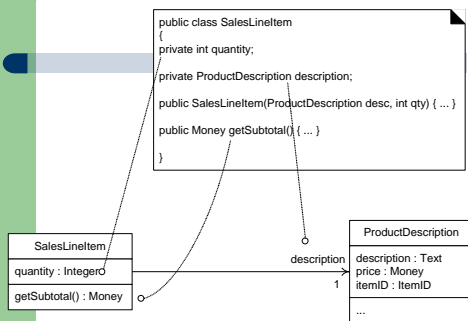 public class SalesLineItem
{
private int quantity;
private ProductDescription description;
public SalesLineItem(ProductDescription desc, int qty) { ... }
public Money getSubtotal() { ... }
}
SalesLineItem
quantity : Integer
getSubtotal() : Money
description
1
ProductDescription
description : Text
price : Money
itemID : ItemID
...